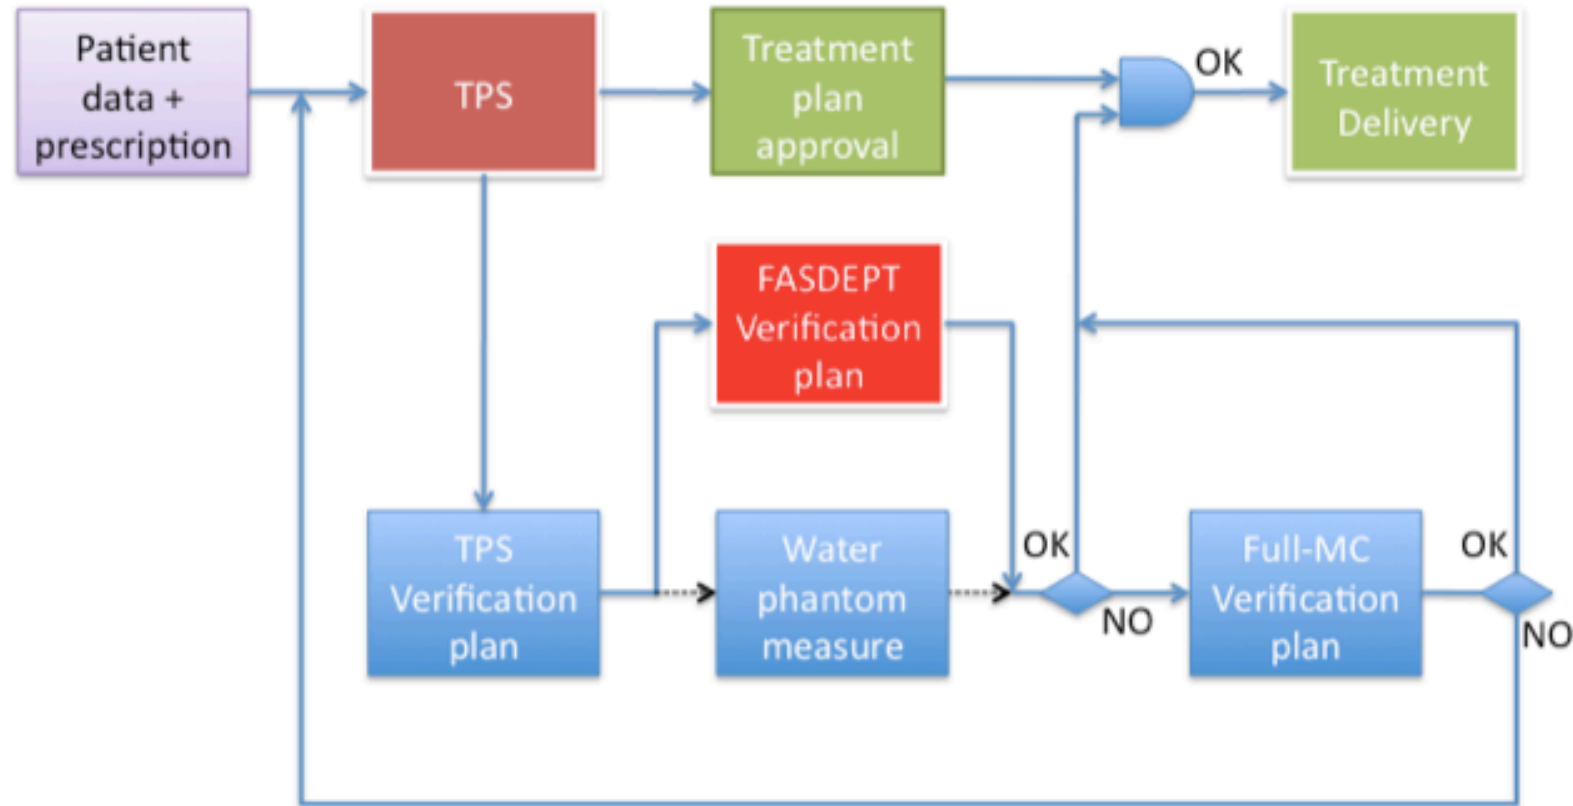 Patient
data +
prescription
TPS
Treatment
plan
approval
OK
Treatment
Delivery
FASDEPT
Verification
plan
TPS
Verification
plan
Water
phantom
measure
OK
NO
Full-MC
Verification
plan
OK
NO